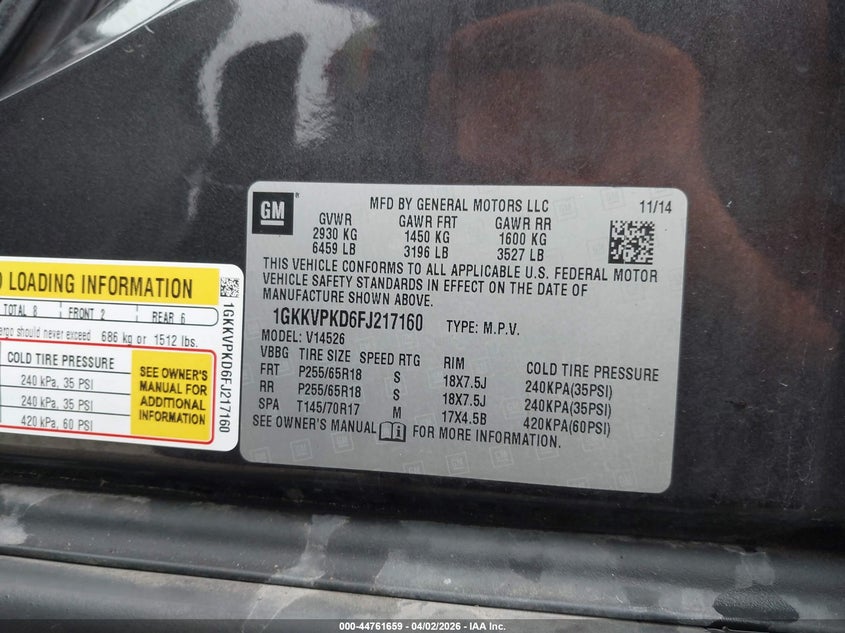 GM ®
MFD BY GENERAL MOTORS LLC 11/14
GVWR GAWR FRT GAWR RR
2930 KG 1450 KG 1600 KG
6459 LB 3196 LB 3527 LB
THIS VEHICLE CONFORMS TO ALL APPLICABLE U.S. FEDERAL MOTOR
VEHICLE SAFETY STANDARDS IN EFFECT ON THE DATE OF
MANUFACTURE SHOWN ABOVE.
1GKKVPKD6FJ217160 TYPE: M.P.V.
MODEL: V14526
VBBG TIRE SIZE SPEED RTG RIM COLD TIRE PRESSURE
FRT P255/65R18 S 18X7.5J 240KPA(35PSI)
RR P255/65R18 S 18X7.5J 240KPA(35PSI)
SPA T145/70R17 M 17X4.5B 420KPA(60PSI)
SEE OWNER'S MANUAL FOR MORE INFORMATION.
LOADING INFORMATION
TOTAL 8 FRONT 2 REAR 6
should never exceed 686 kg or 1512 lbs.
COLD TIRE PRESSURE
240 kPa, 35 PSI
240 kPa, 35 PSI
420 kPa, 60 PSI
SEE OWNER'S
MANUAL FOR
ADDITIONAL
INFORMATION
1GKKVPKD6FJ217160
000-44761659 - 04/02/2026 - IAA Inc.